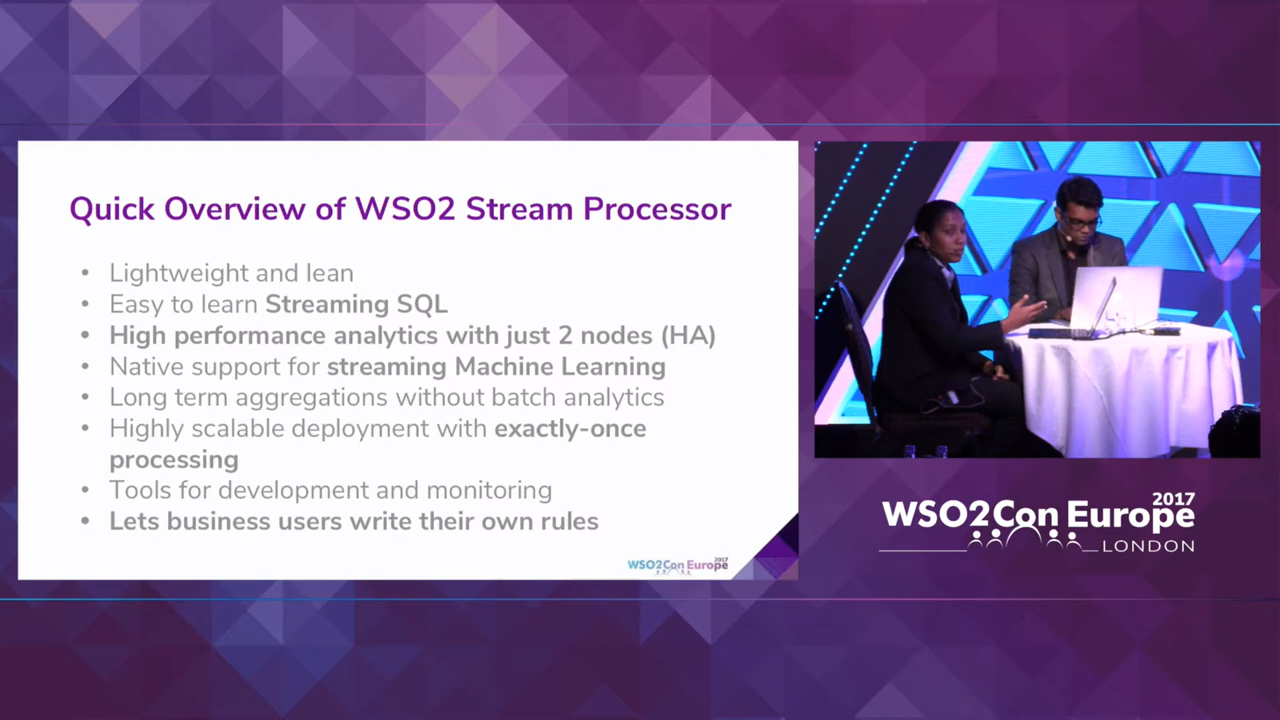 Quick Overview of WSO2 Stream Processor
• Lightweight and lean
• Easy to learn Streaming SQL
• High performance analytics with just 2 nodes (HA)
• Native support for streaming Machine Learning
• Long term aggregations without batch analytics
• Highly scalable deployment with exactly-once
processing
• Tools for development and monitoring
• Lets business users write their own rules
WSO2Con Europe 2017
WSO2Con Europe 2017
LONDON